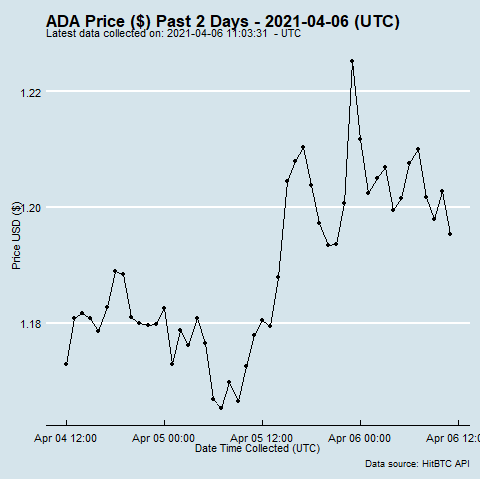 ADA Price ($) Past 2 Days - 2021-04-06 (UTC)
Latest data collected on: 2021-04-06 11:03:31 - UTC
1.22
1.20
1.18
Price USD ($)
Apr 04 12:00 Apr 05 00:00 Apr 05 12:00 Apr 06 00:00 Apr 06 12:00
Date Time Collected (UTC)
Data source: HitBTC API